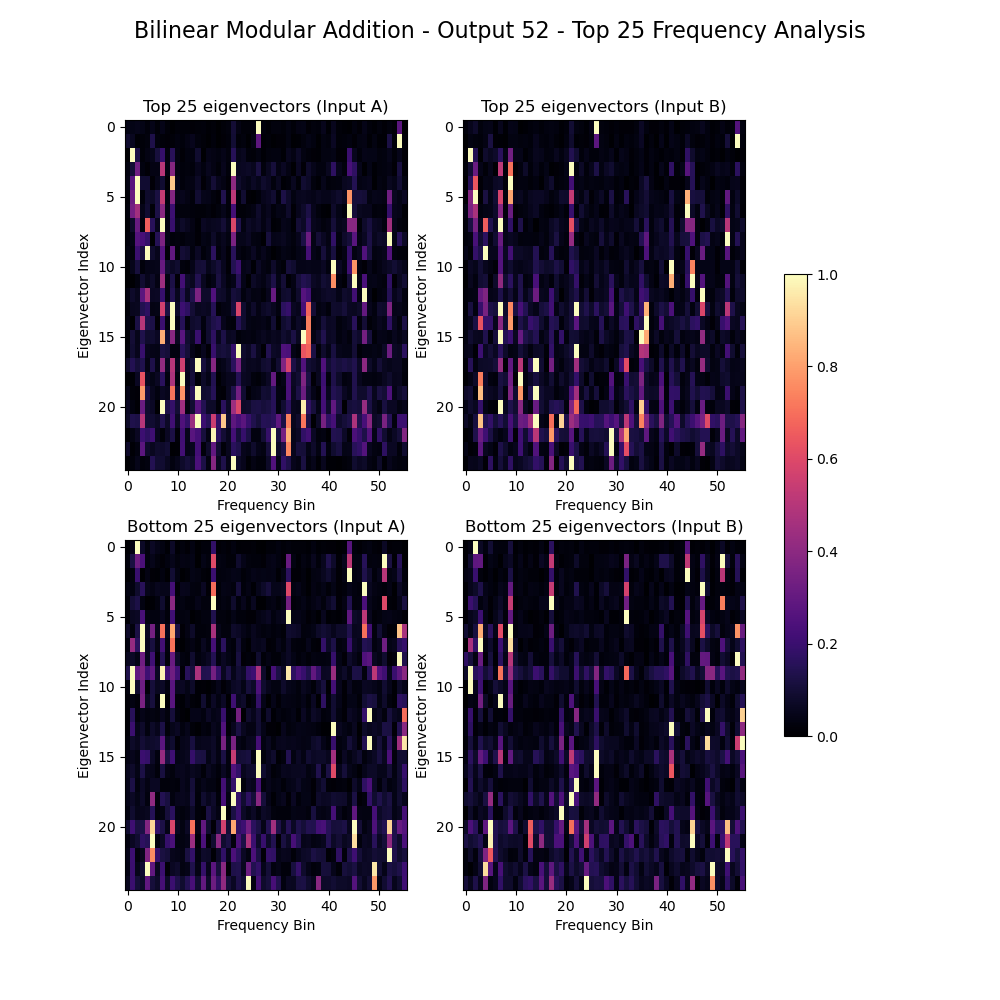 Bilinear Modular Addition - Output 52 - Top 25 Frequency Analysis
Top 25 eigenvectors (Input A)
Top 25 eigenvectors (Input B)
0
5
10
15
20
Eigenvector Index
0 10 20 30 40 50
Frequency Bin
0
5
10
15
20
Eigenvector Index
0 10 20 30 40 50
Frequency Bin
Bottom 25 eigenvectors (Input A)
Bottom 25 eigenvectors (Input B)
0
5
10
15
20
Eigenvector Index
0 10 20 30 40 50
Frequency Bin
0
5
10
15
20
Eigenvector Index
0 10 20 30 40 50
Frequency Bin
1.0
0.8
0.6
0.4
0.2
0.0